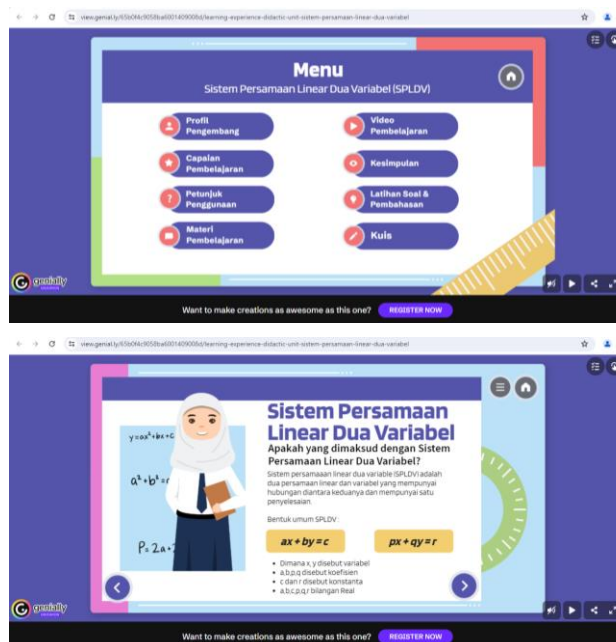 view.genial.ly/65b0f4c9058ba6001409008d/learning-experience-didactic-unit-sistem-persamaan-linear-dua-variabel
Menu
Sistem Persamaan Linear Dua Variabel (SPLDV)
Profil
Pengembang
Capaian
Pembelajaran
Petunjuk
Penggunaan
Materi
Pembelajaran
Video
Pembelajaran
Kesimpulan
Latihan Soal &
Pembahasan
Kuis
genially
Want to make creations as awesome as this one? REGISTER NOW
view.genial.ly/65b0f4c9058ba6001409008d/learning-experience-didactic-unit-sistem-persamaan-linear-dua-variabel
Sistem Persamaan
Linear Dua Variabel
Apakah yang dimaksud dengan Sistem
Persamaan Linear Dua Variabel?
Sistem persamaaan linear dua variable (SPLDV) adalah
dua persamaan linear dan variabel yang mempunyai
hubungan diantara keduanya dan mempunyai satu
penyelesaian.
Bentuk umum SPLDV :
ax + by = c
px + qy = r
• Dimana x, y disebut variabel
• a,b,p,q disebut koefisien
• c dan r disebut konstanta
• a,b,c,p,q,r bilangan Real
y=ax²+bx+c
P= 2a+2
genially
Want to make creations as awesome as this one? REGISTER NOW